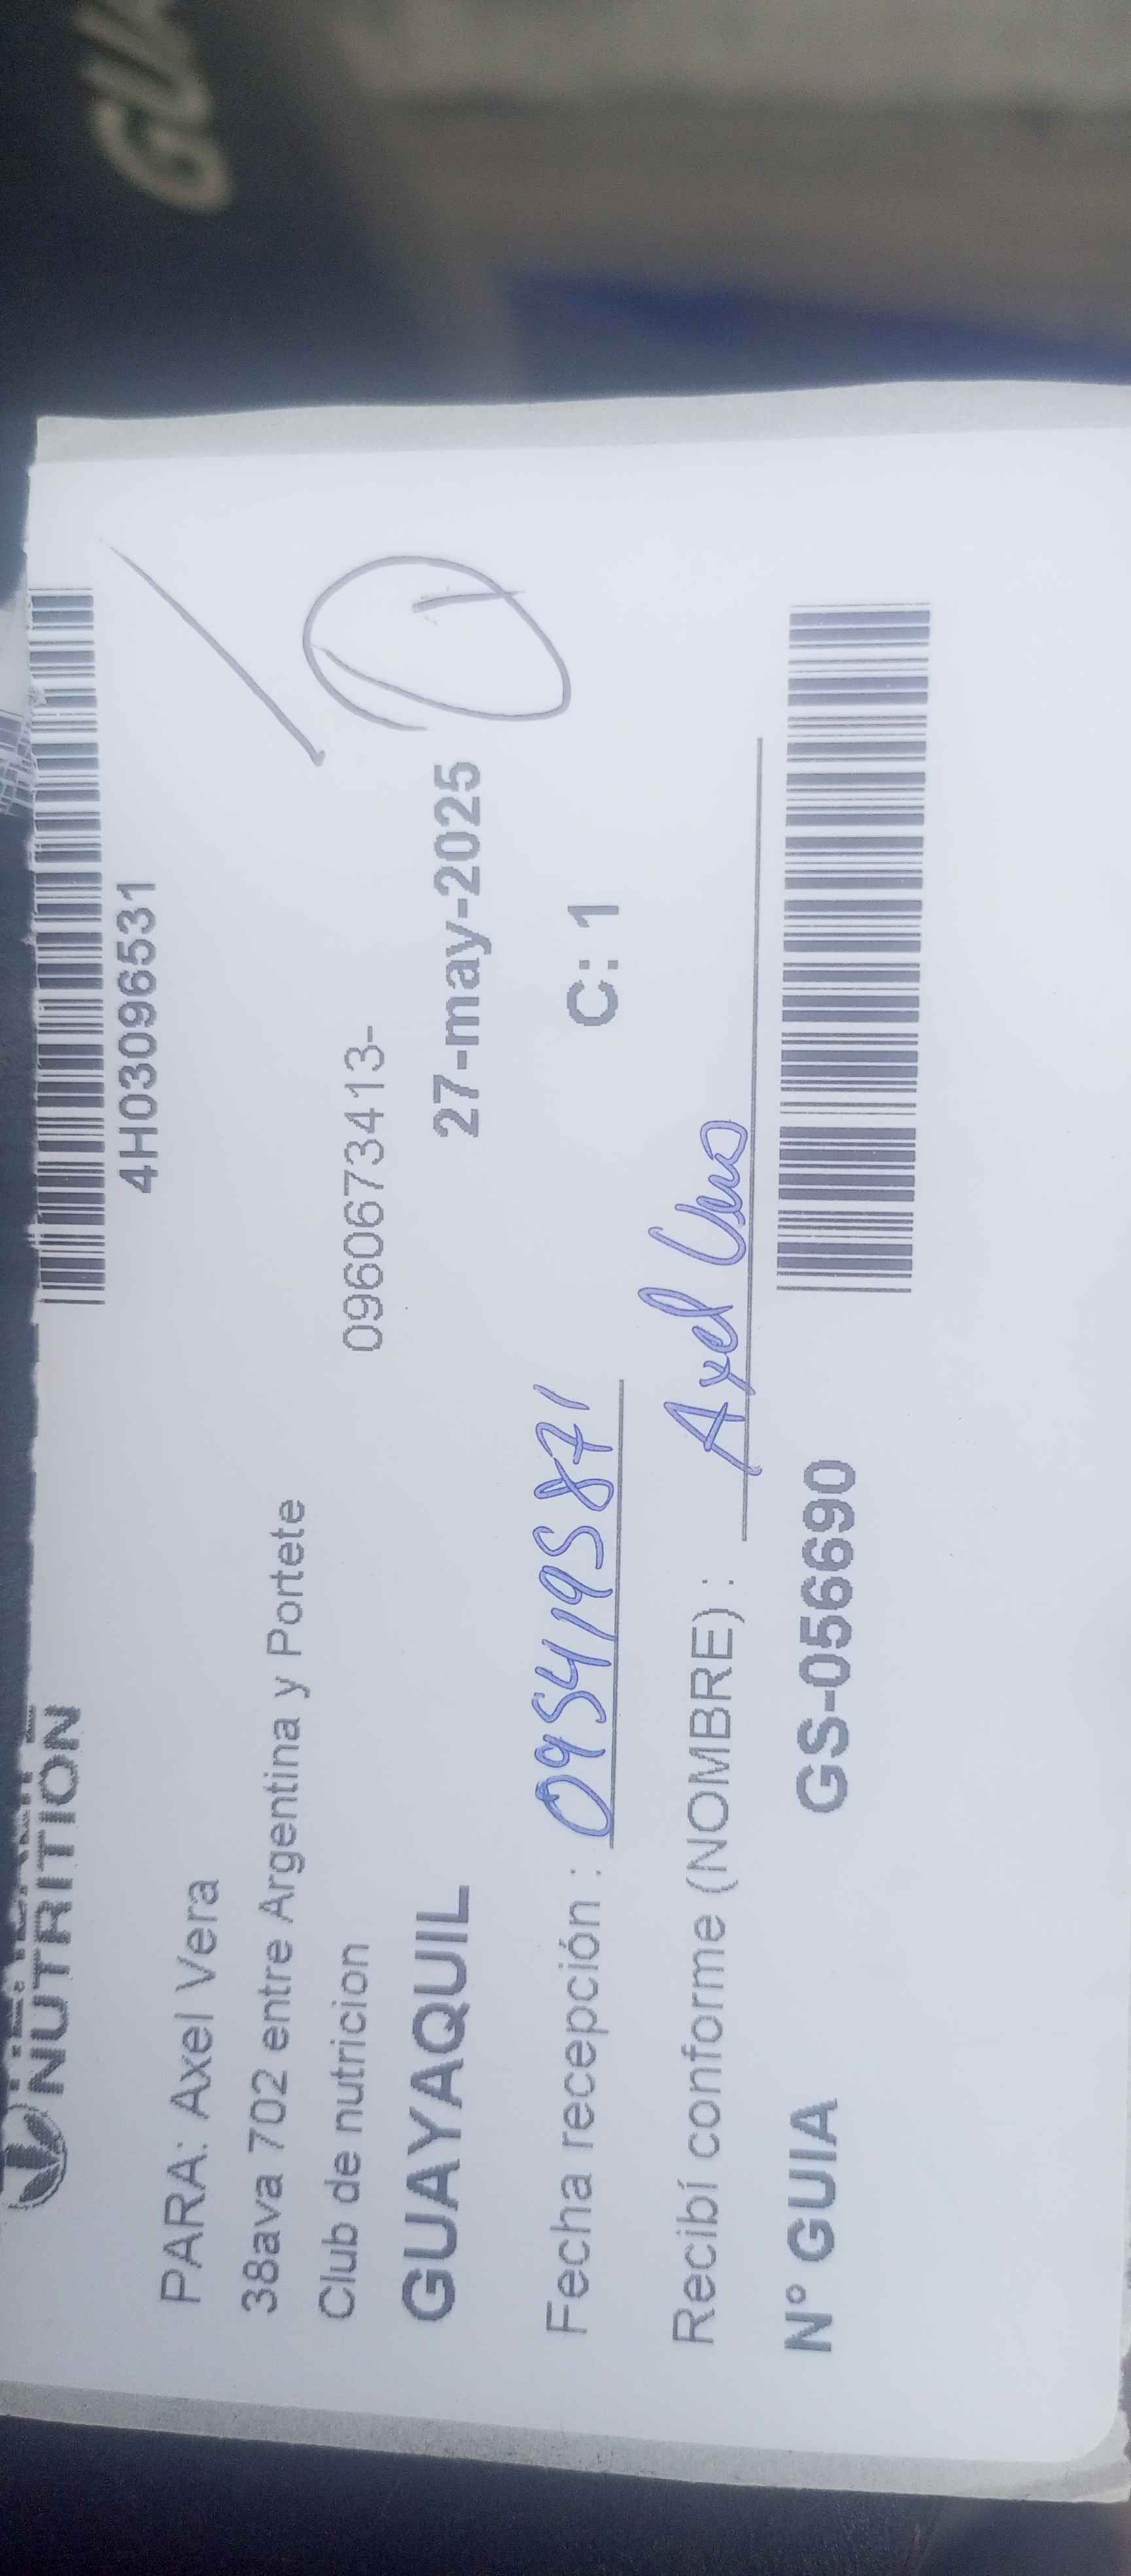 GUA
NUTRITION
4H03096531
PARA: Axel Vera
38ava 702 entre Argentina y Portete
Club de nutricion
0960673413-
GUAYAQUIL
27-may-2025
Fecha recepción : 0954195871
C: 1
Recibí conforme (NOMBRE) : Axel Vera
N° GUIA GS-056690